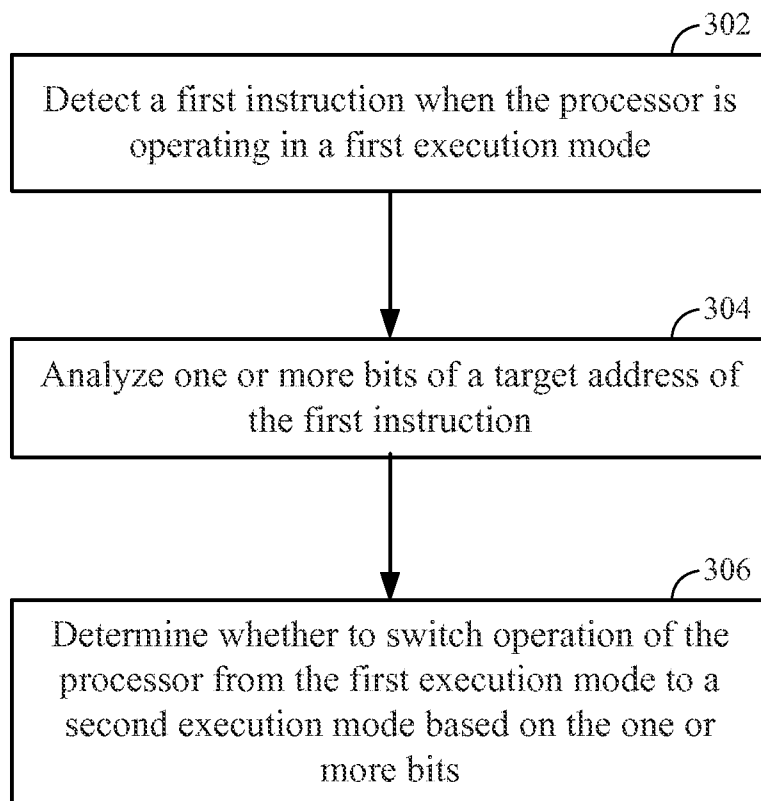 302
Detect a first instruction when the processor is
operating in a first execution mode
304
Analyze one or more bits of a target address of
the first instruction
306
Determine whether to switch operation of the
processor from the first execution mode to a
second execution mode based on the one or
more bits